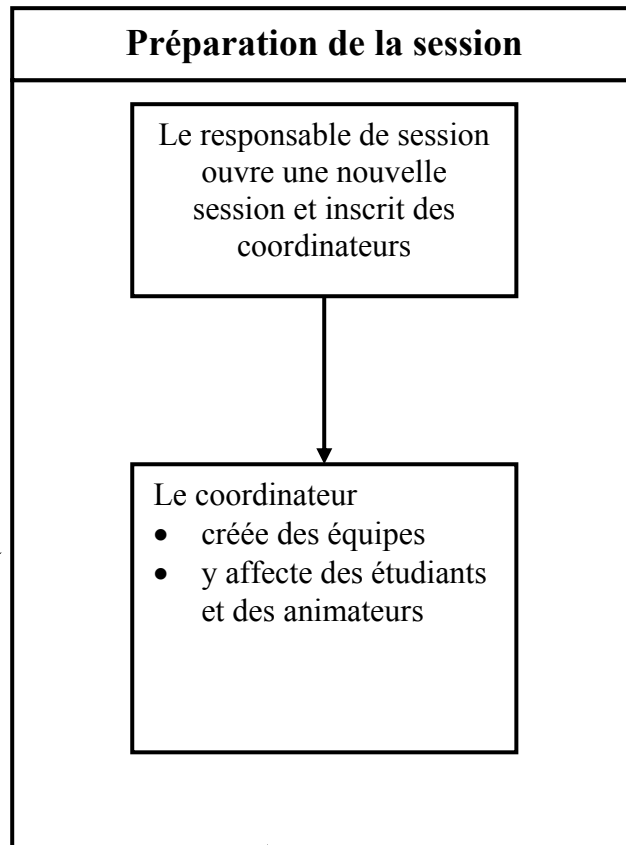 Préparation de la session
Le responsable de session
ouvre une nouvelle
session et inscrit des
coordinateurs
Le coordinateur
• créée des équipes
• y affecte des étudiants
et des animateurs